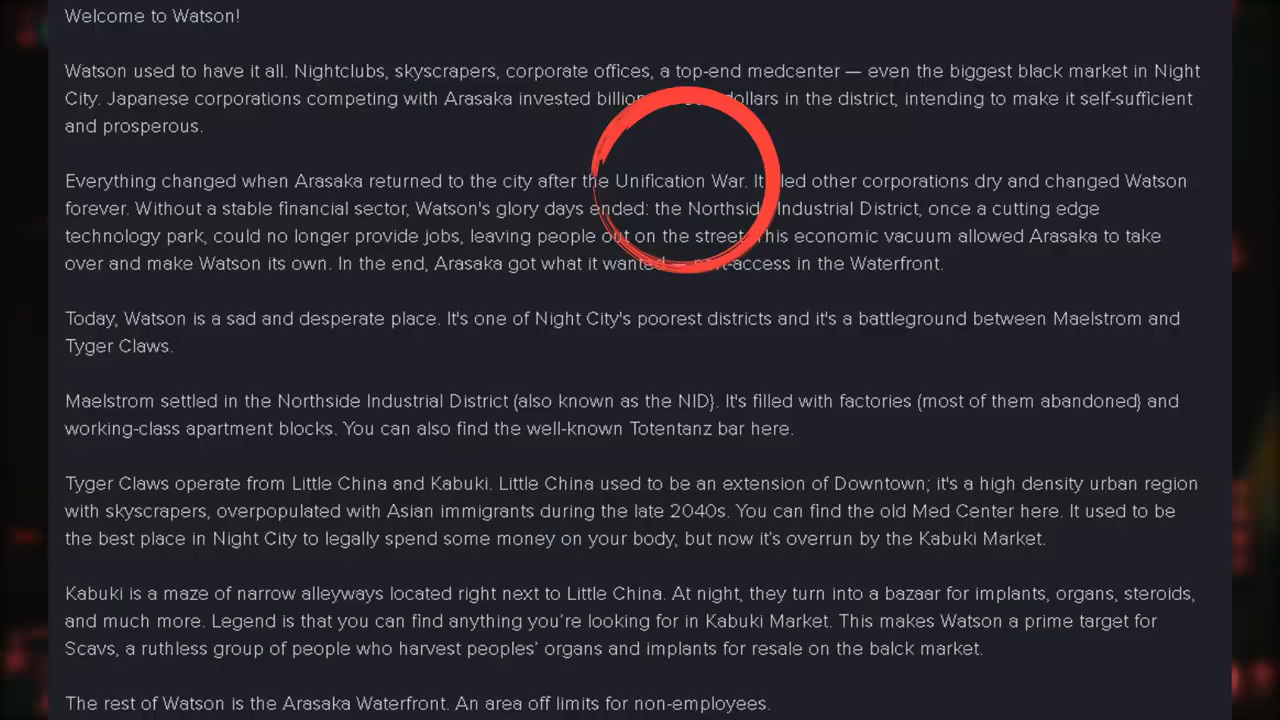 Welcome to Watson!
Watson used to have it all. Nightclubs, skyscrapers, corporate offices, a top-end medcenter — even the biggest black market in Night
City. Japanese corporations competing with Arasaka invested dollars in the district, intending to make it self-sufficient
and prosperous.
Everything changed when Arasaka returned to the city after the Unification War. It other corporations dry and changed Watson
forever. Without a stable financial sector, Watson's glory days ended: the Northside Industrial District, once a cutting edge
technology park, could no longer provide jobs, leaving people out on the street. This economic vacuum allowed Arasaka to take
over and make Watson its own. In the end, Arasaka got what it wanted — port-access in the Waterfront.
Today, Watson is a sad and desperate place. It's one of Night City's poorest districts and it's a battleground between Maelstrom and
Tyger Claws.
Maelstrom settled in the Northside Industrial District (also known as the NID). It's filled with factories (most of them abandoned) and
working-class apartment blocks. You can also find the well-known Totentanz bar here.
Tyger Claws operate from Little China and Kabuki. Little China used to be an extension of Downtown; it's a high density urban region
with skyscrapers, overpopulated with Asian immigrants during the late 2040s. You can find the old Med Center here. It used to be
the best place in Night City to legally spend some money on your body, but now it's overrun by the Kabuki Market.
Kabuki is a maze of narrow alleyways located right next to Little China. At night, they turn into a bazaar for implants, organs, steroids,
and much more. Legend is that you can find anything you're looking for in Kabuki Market. This makes Watson a prime target for
Scavs, a ruthless group of people who harvest peoples' organs and implants for resale on the balck market.
The rest of Watson is the Arasaka Waterfront. An area off limits for non-employees.